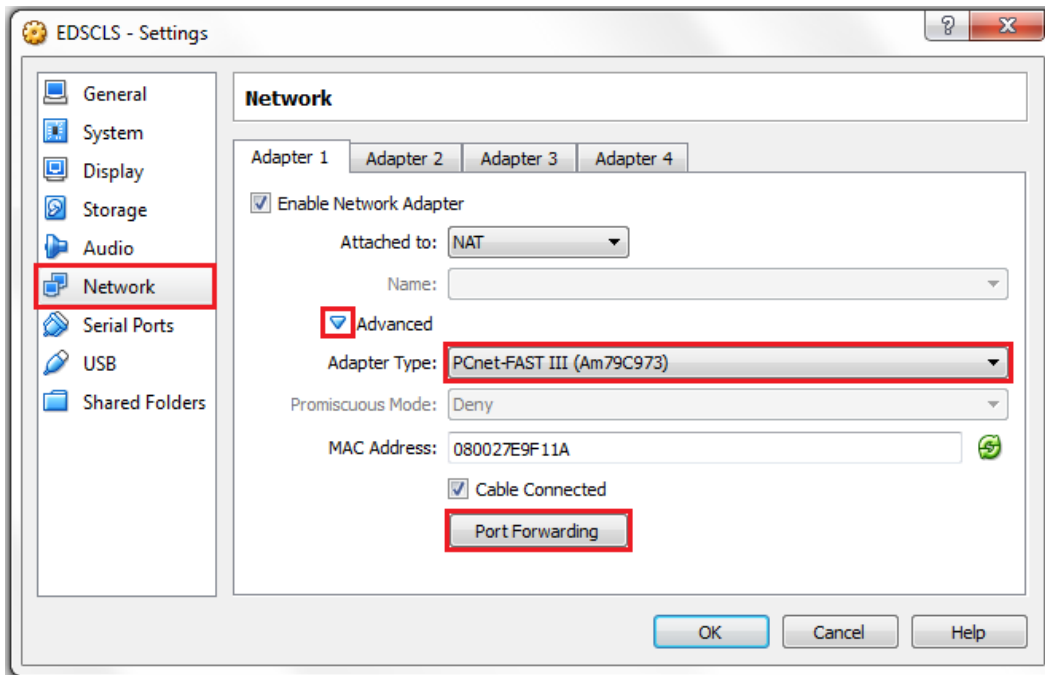 EDSCLS - Settings
?
General
System
Display
Storage
Audio
Network
Serial Ports
USB
Shared Folders
Network
Adapter 1 Adapter 2 Adapter 3 Adapter 4
Enable Network Adapter
Attached to: NAT
Name:
Advanced
Adapter Type: PCnet-FAST III (Am79C973)
Promiscuous Mode: Deny
MAC Address: 080027E9F11A
Cable Connected
Port Forwarding
OK Cancel Help